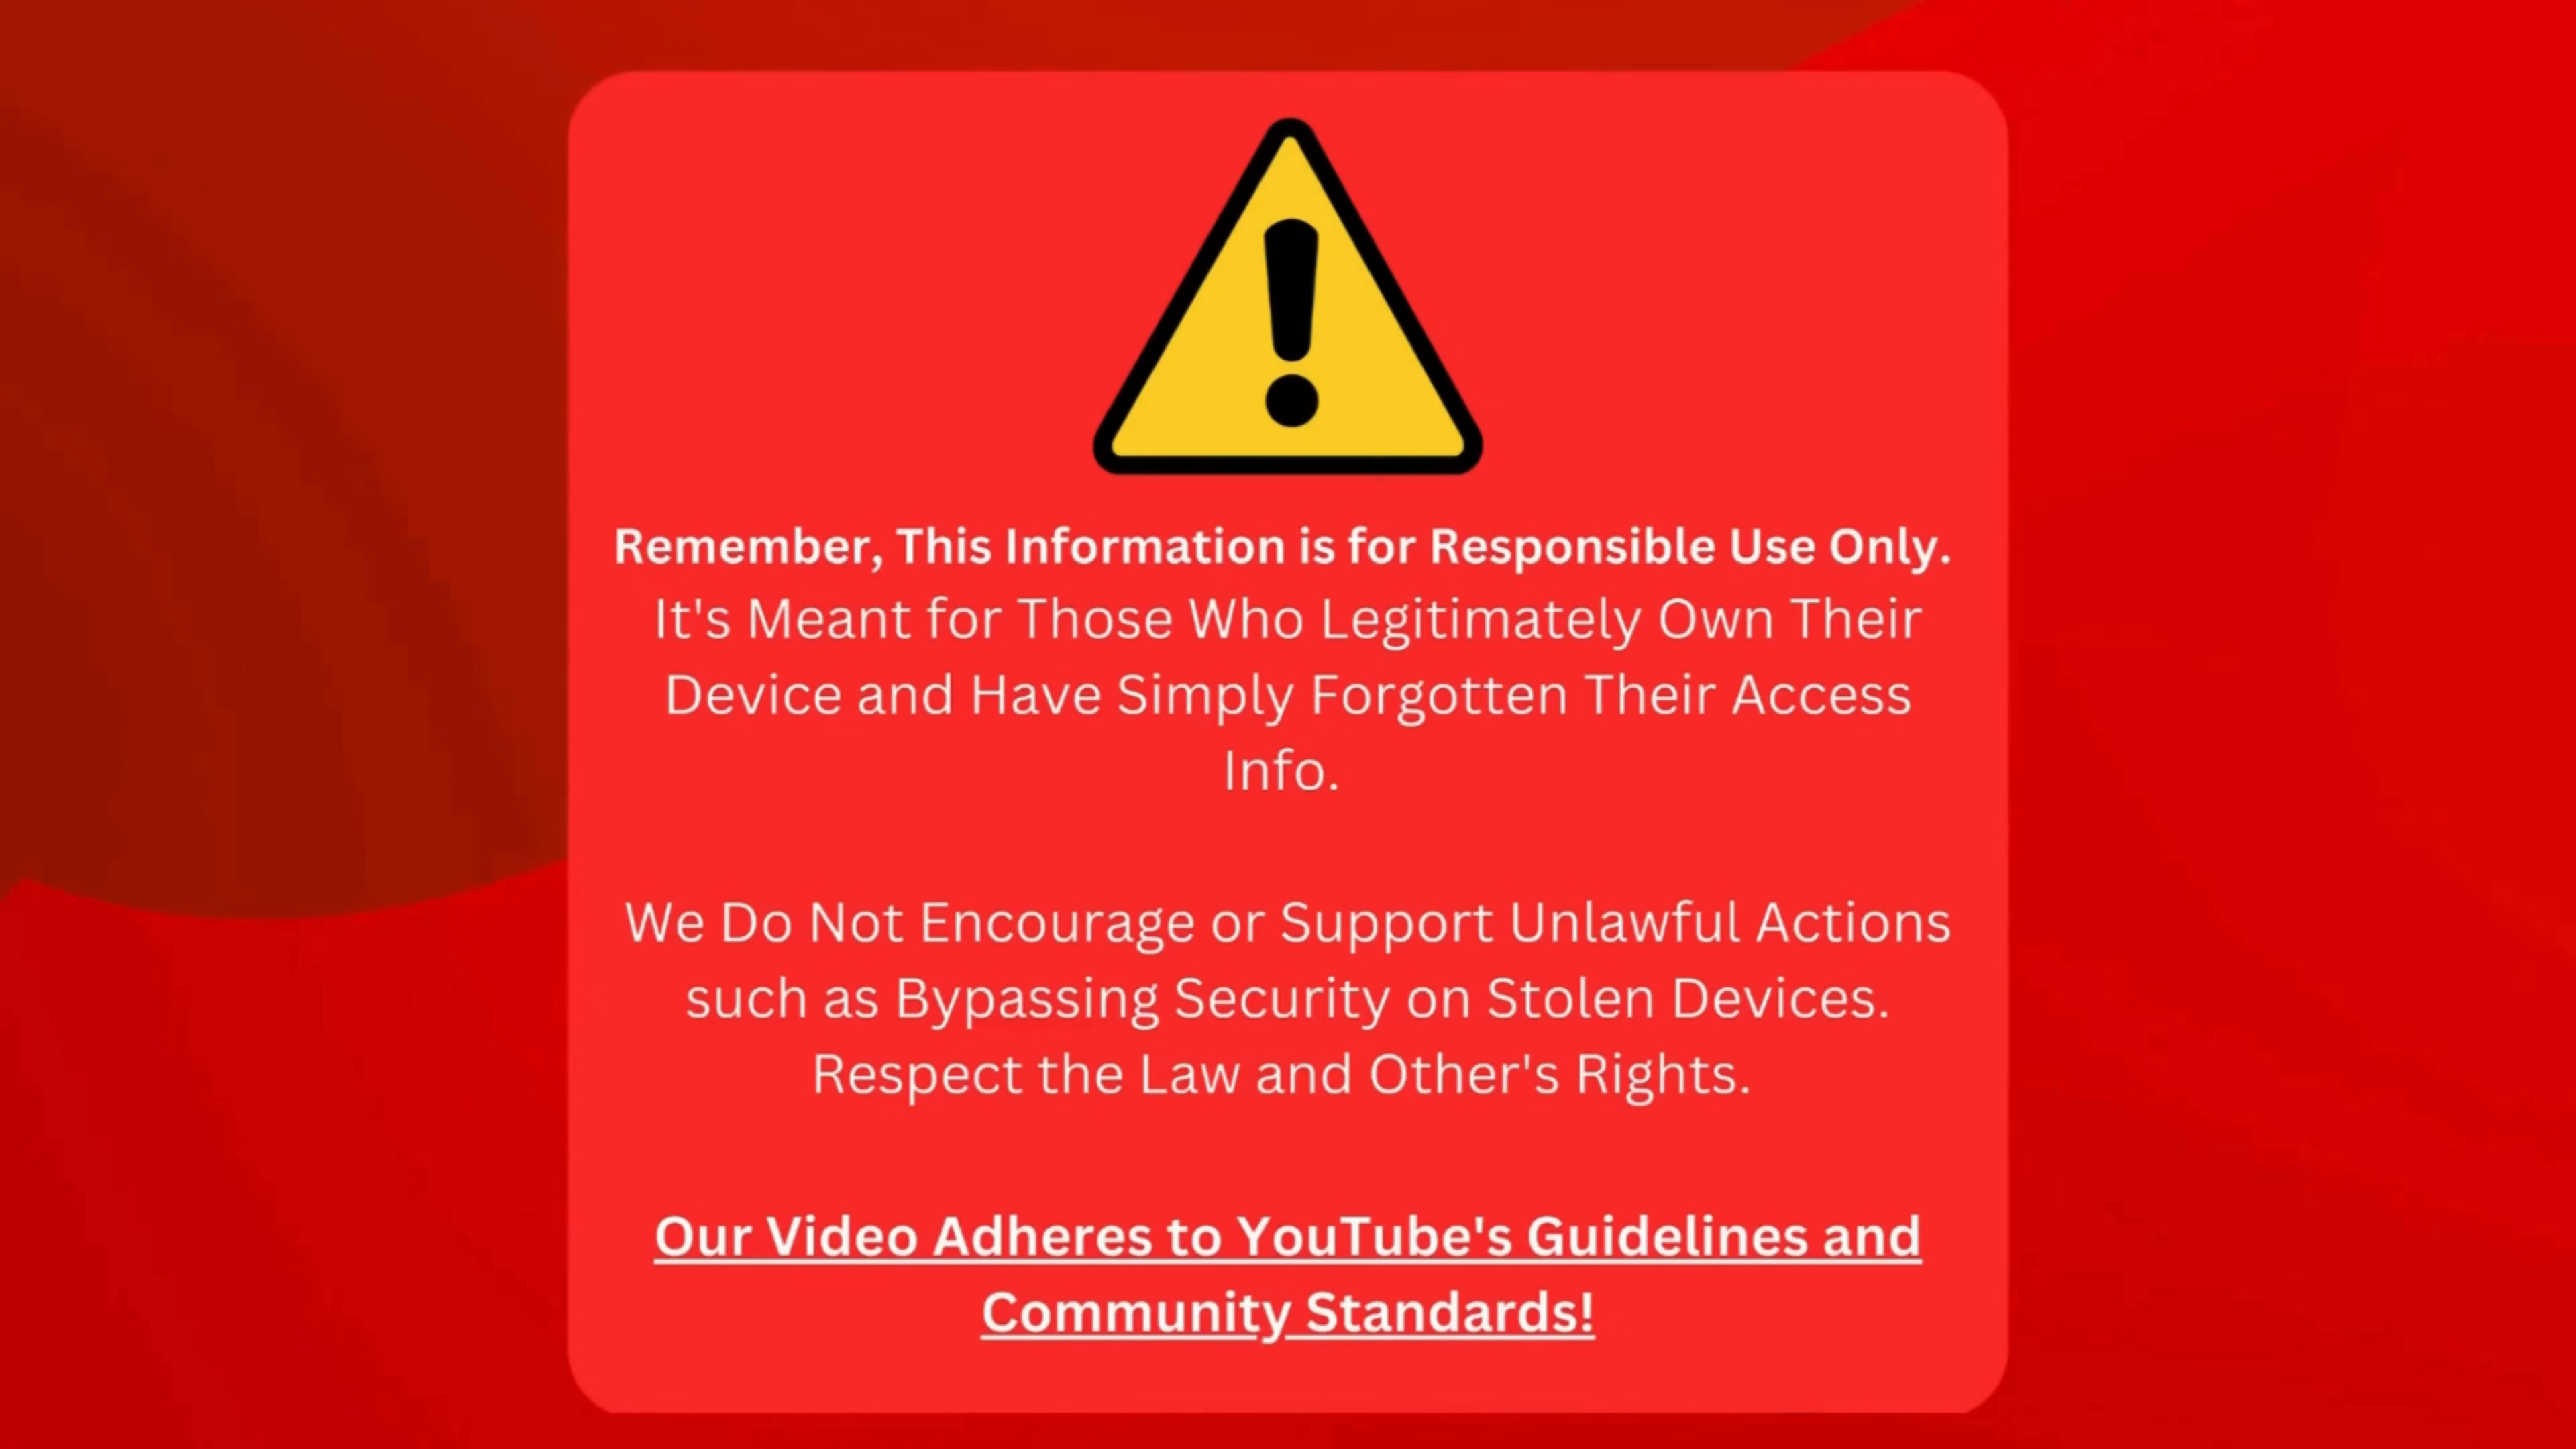 Remember, This Information is for Responsible Use Only.
It's Meant for Those Who Legitimately Own Their
Device and Have Simply Forgotten Their Access
Info.
We Do Not Encourage or Support Unlawful Actions
such as Bypassing Security on Stolen Devices.
Respect the Law and Other's Rights.
Our Video Adheres to YouTube's Guidelines and
Community Standards!